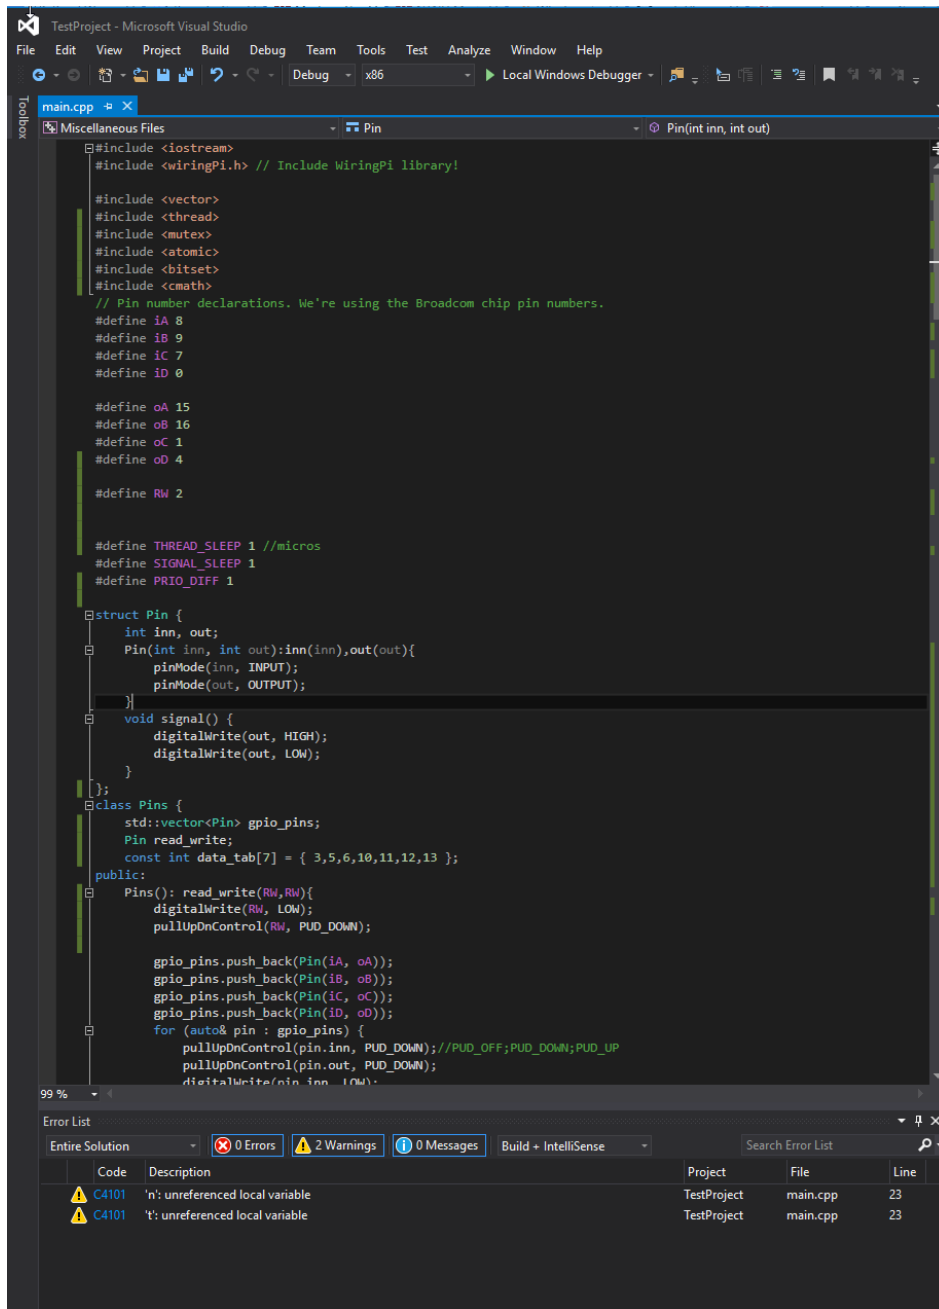 TestProject - Microsoft Visual Studio
File Edit View Project Build Debug Team Tools Test Analyze Window Help
Debug x86 Local Windows Debugger
Toolbox
main.cpp
Miscellaneous Files Pin Pin(int inn, int out)
#include <iostream>
#include <wiringPi.h> // Include WiringPi library!
#include <vector>
#include <thread>
#include <mutex>
#include <atomic>
#include <bitset>
#include <cmath>
// Pin number declarations. We're using the Broadcom chip pin numbers.
#define iA 8
#define iB 9
#define iC 7
#define iD 0
#define oA 15
#define oB 16
#define oC 1
#define oD 4
#define RW 2
#define THREAD_SLEEP 1 //micros
#define SIGNAL_SLEEP 1
#define PRIO_DIFF 1
struct Pin {
int inn, out;
Pin(int inn, int out):inn(inn),out(out){
pinMode(inn, INPUT);
pinMode(out, OUTPUT);
}
void signal() {
digitalWrite(out, HIGH);
digitalWrite(out, LOW);
}
};
class Pins {
std::vector<Pin> gpio_pins;
Pin read_write;
const int data_tab[7] = { 3,5,6,10,11,12,13 };
public:
Pins(): read_write(RW,RW){
digitalWrite(RW, LOW);
pullUpDnControl(RW, PUD_DOWN);
gpio_pins.push_back(Pin(iA, oA));
gpio_pins.push_back(Pin(iB, oB));
gpio_pins.push_back(Pin(iC, oC));
gpio_pins.push_back(Pin(iD, oD));
for (auto& pin : gpio_pins) {
pullUpDnControl(pin.inn, PUD_DOWN);//PUD_OFF;PUD_DOWN;PUD_UP
pullUpDnControl(pin.out, PUD_DOWN);
digitalWrite(pin.inn, LOW);
99 %
Error List
Entire Solution 0 Errors 2 Warnings 0 Messages Build + IntelliSense Search Error List
Code Description Project File Line
C4101 'n': unreferenced local variable TestProject main.cpp 23
C4101 't': unreferenced local variable TestProject main.cpp 23